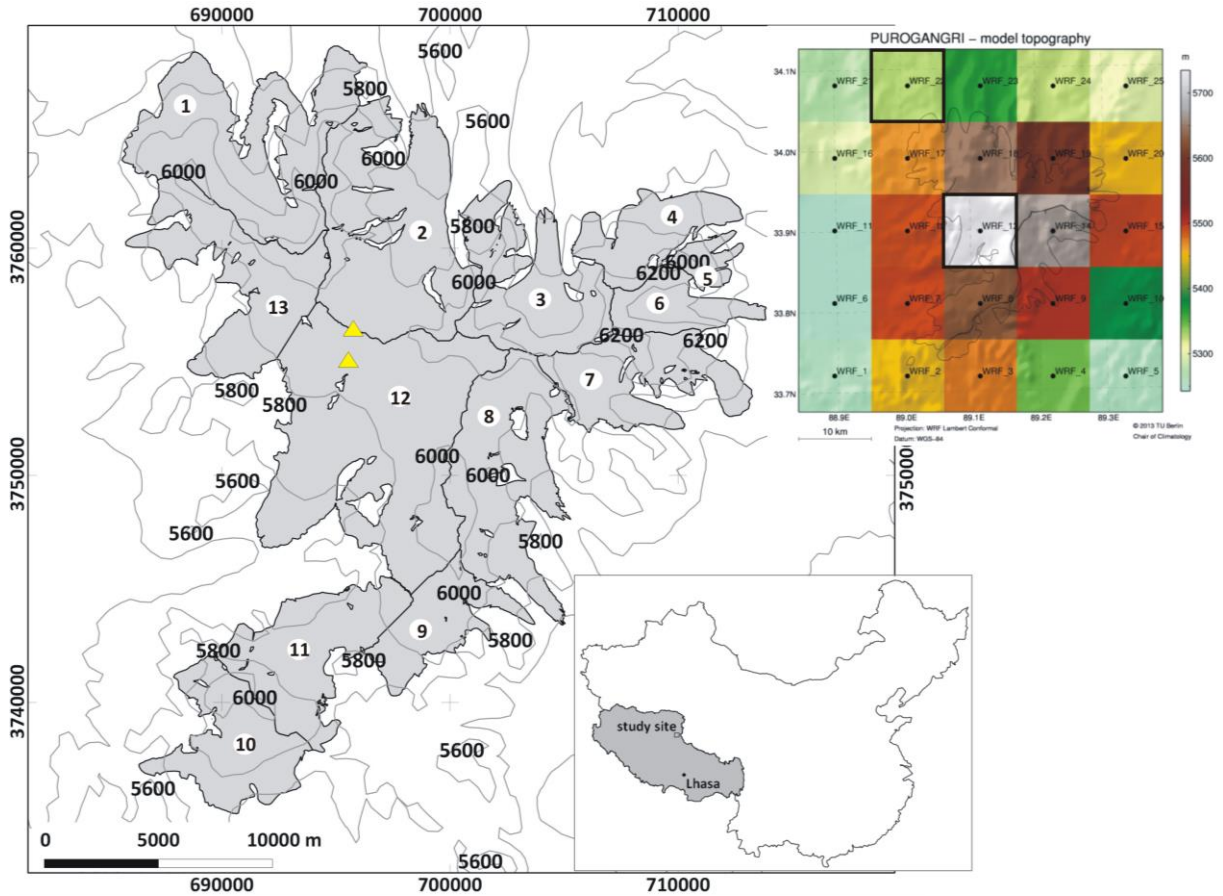 690000 700000 710000
PUROGANGRI – model topography
m
34.1N
34.0N
33.9N
33.8N
33.7N
WRF_21 WRF_22 WRF_23 WRF_24 WRF_25
WRF_16 WRF_17 WRF_18 WRF_19 WRF_20
WRF_11 WRF_13 WRF_14 WRF_15
WRF_6 WRF_7 WRF_8 WRF_9 WRF_10
WRF_1 WRF_2 WRF_3 WRF_4 WRF_5
88.9E 89.0E 89.1E 89.2E 89.3E
5700
5600
5500
5400
5300
10 km
Projection: WRF Lambert Conformal
Datum: WGS-84
© 2013 TU Berlin
Chair of Climatology
3760000
3750000
3740000
3750000
5600
5800
1
5600
6000
6000
6000
4
2
5800
6000
6200
5
6000
3
6
13
6200
6200
7
5800
5800
12
8
6000
6000
5600
5600
5800
6000
9
5800
11
5800
5800
6000
10
5600
5600
5600
0 5000 10000 m
study site
Lhasa
690000 700000 710000